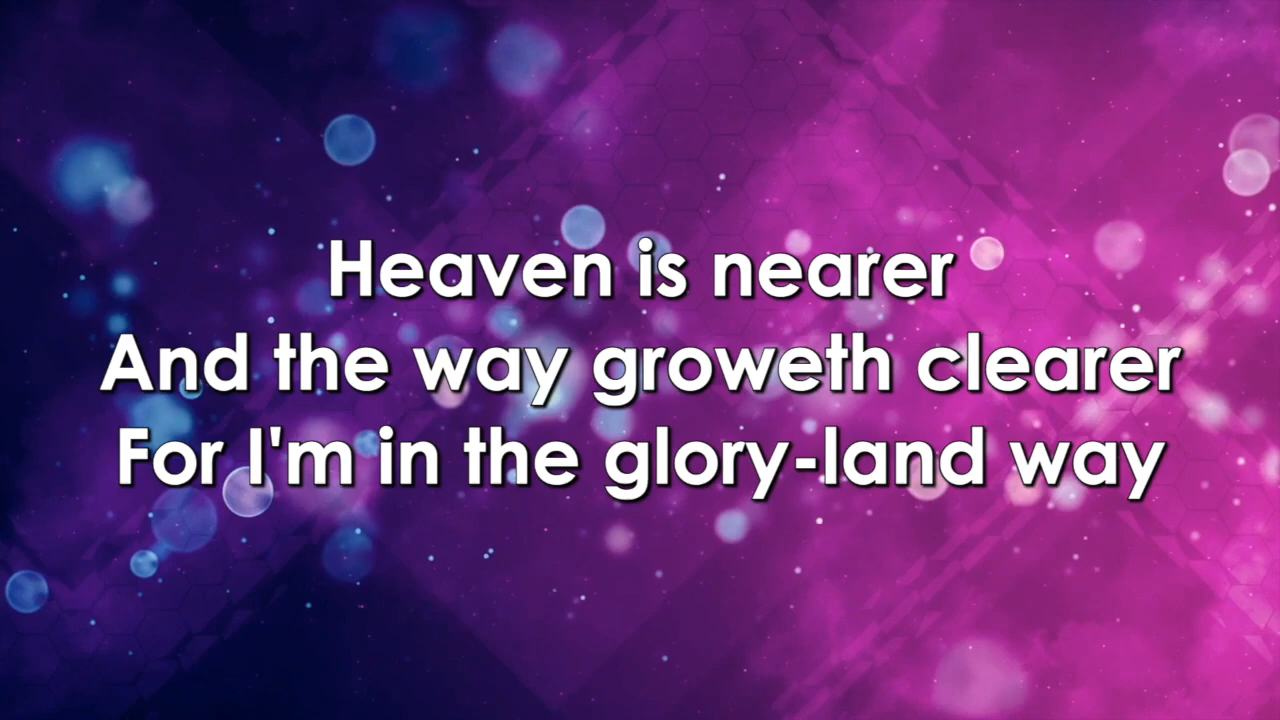 Heaven is nearer
And the way groweth clearer
For I'm in the glory-land way